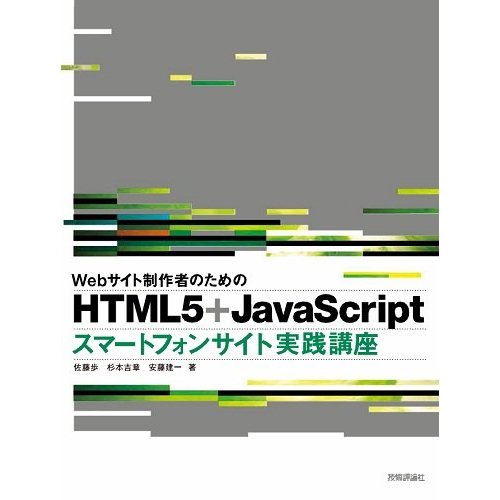 Webサイト制作者のための
HTML5+JavaScript
スマートフォンサイト実践講座
佐藤歩 杉本吉章 安藤建一 著
技術評論社